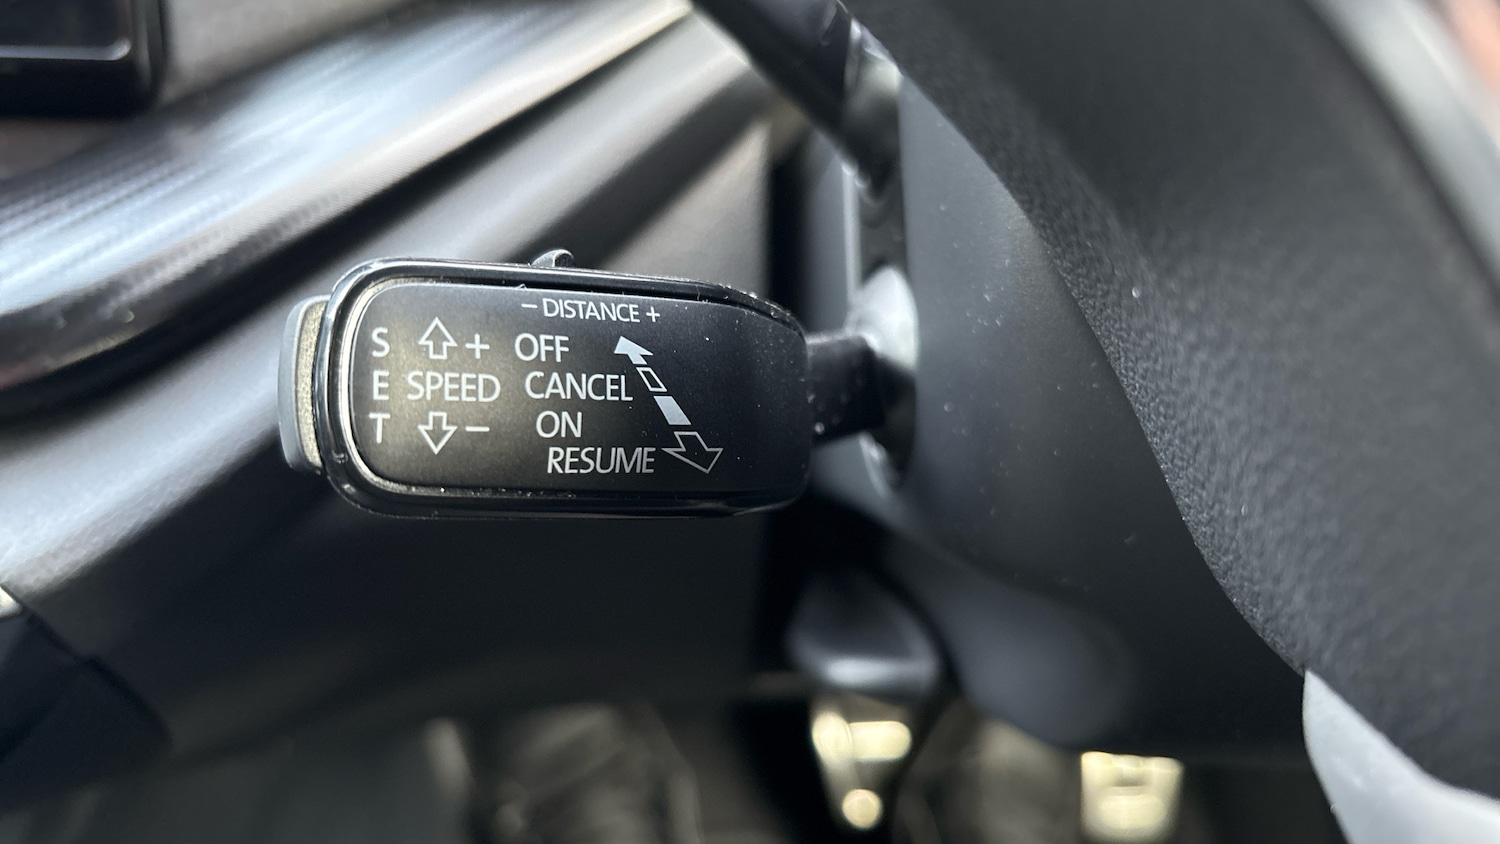 − DISTANCE +
S + OFF
E SPEED CANCEL
T − ON
RESUME